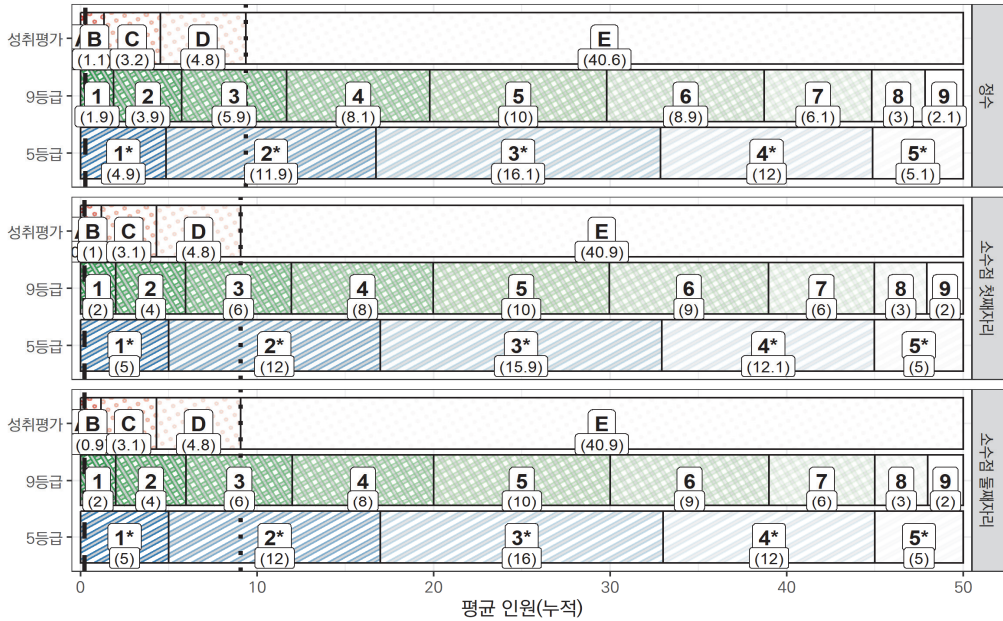 성취평가
B C D E
(1.1) (3.2) (4.8) (40.6)
9등급
1 2 3 4 5 6 7 8 9
(1.9) (3.9) (5.9) (8.1) (10) (8.9) (6.1) (3) (2.1)
5등급
1* 2* 3* 4* 5*
(4.9) (11.9) (16.1) (12) (5.1)
정수
성취평가
B C D E
(1) (3.1) (4.8) (40.9)
9등급
1 2 3 4 5 6 7 8 9
(2) (4) (6) (8) (10) (9) (6) (3) (2)
5등급
1* 2* 3* 4* 5*
(5) (12) (15.9) (12.1) (5)
소수점 첫째자리
성취평가
B C D E
(0.9) (3.1) (4.8) (40.9)
9등급
1 2 3 4 5 6 7 8 9
(2) (4) (6) (8) (10) (9) (6) (3) (2)
5등급
1* 2* 3* 4* 5*
(5) (12) (16) (12) (5)
소수점 둘째자리
0 10 20 30 40 50
평균 인원(누적)